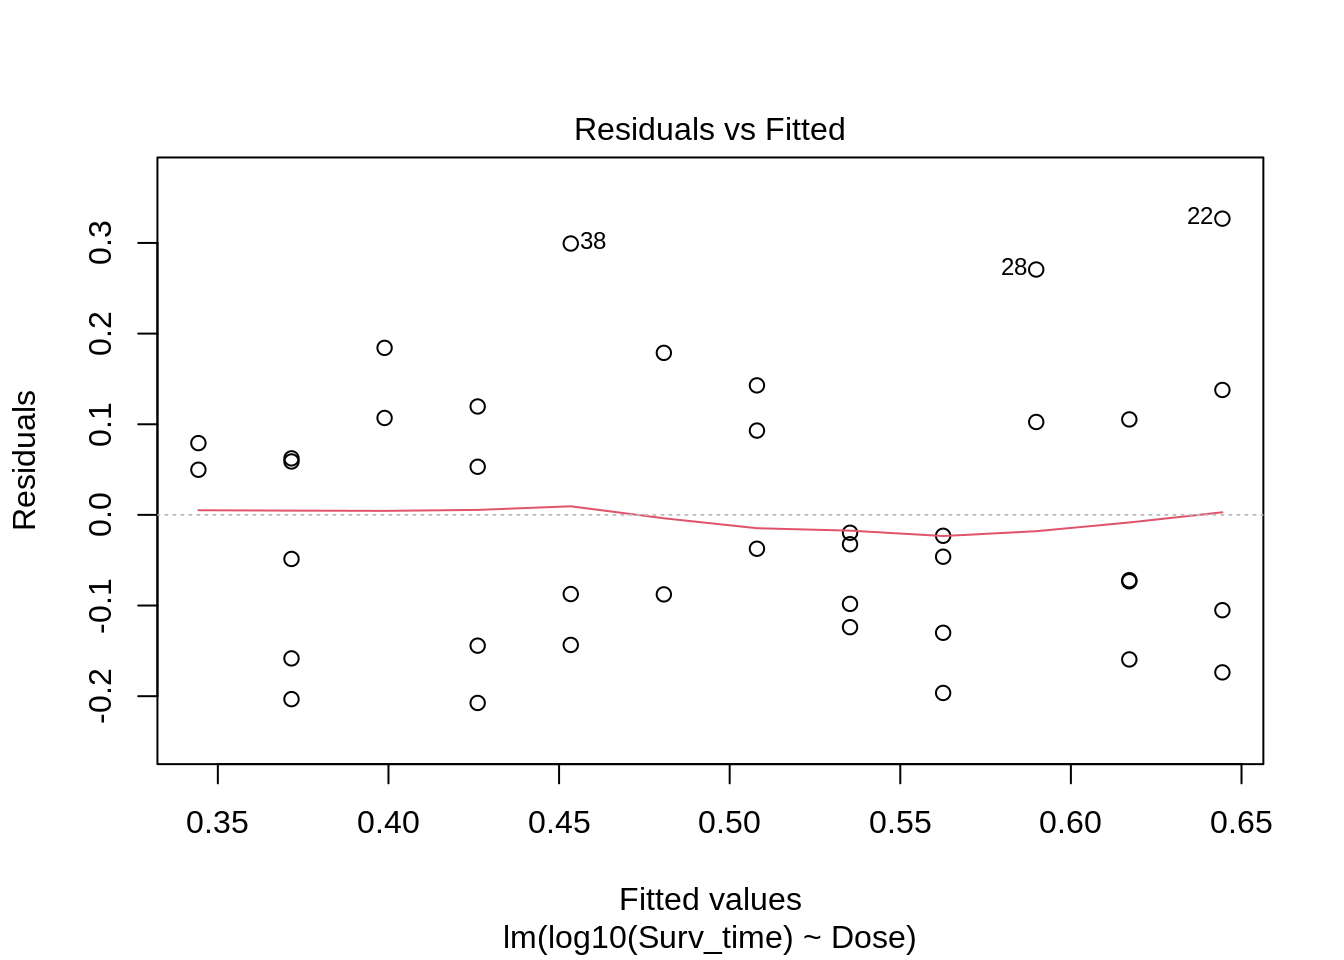 Residuals vs Fitted
Residuals
0.3
0.2
0.1
0.0
-0.1
-0.2
38
28
22
0.35 0.40 0.45 0.50 0.55 0.60 0.65
Fitted values
lm(log10(Surv_time) ~ Dose)